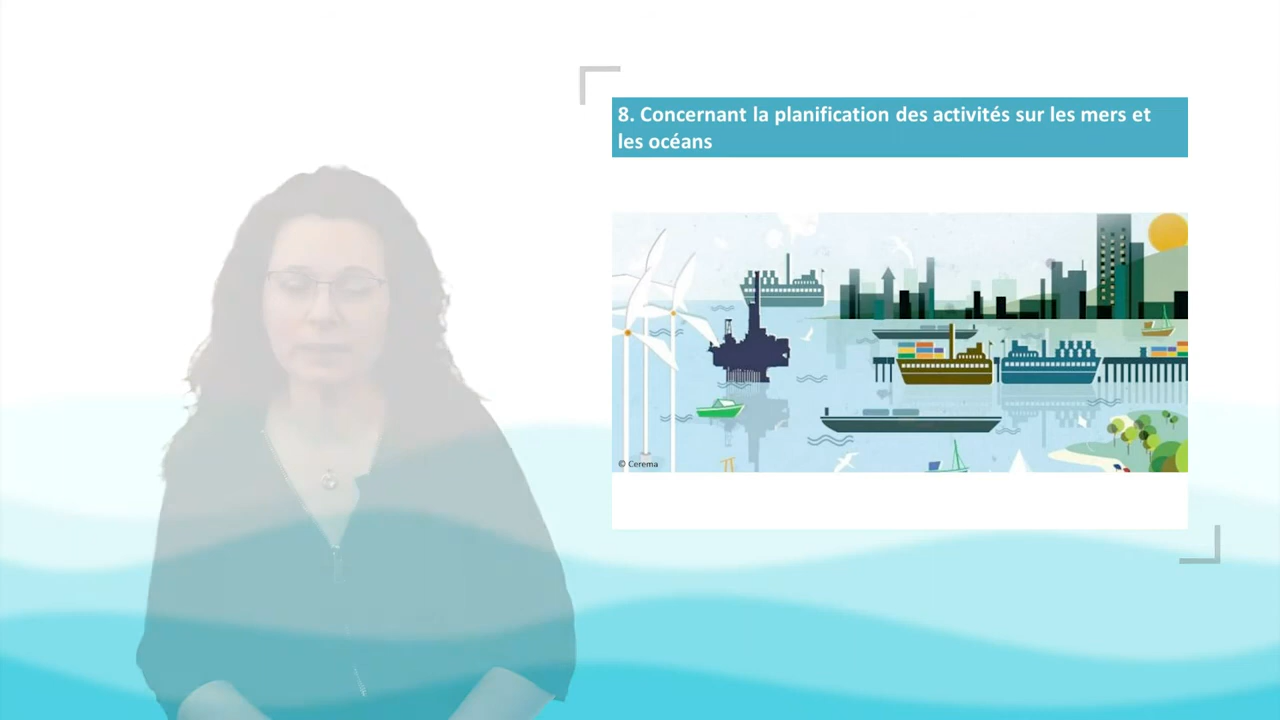 8. Concernant la planification des activités sur les mers et
les océans
© Cerema